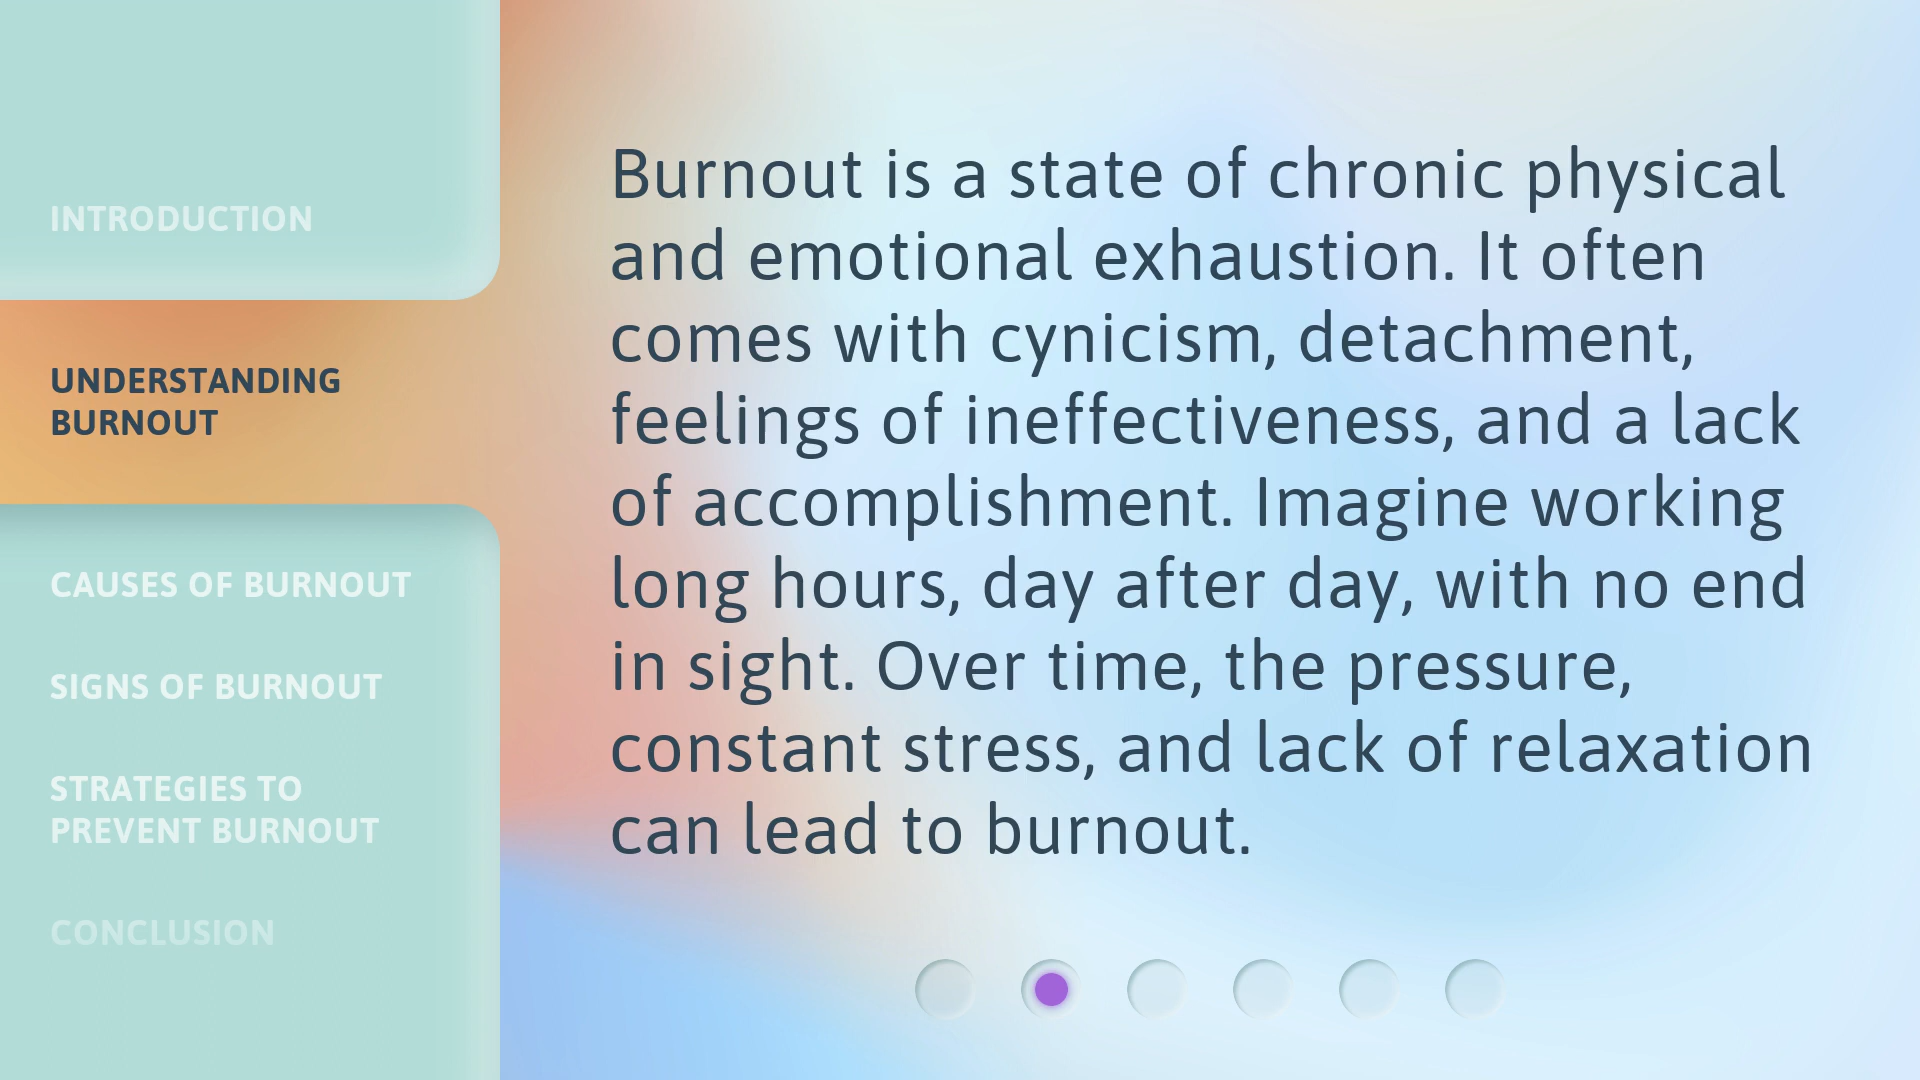 INTRODUCTION
UNDERSTANDING
BURNOUT
CAUSES OF BURNOUT
SIGNS OF BURNOUT
STRATEGIES TO
PREVENT BURNOUT
CONCLUSION
Burnout is a state of chronic physical
and emotional exhaustion. It often
comes with cynicism, detachment,
feelings of ineffectiveness, and a lack
of accomplishment. Imagine working
long hours, day after day, with no end
in sight. Over time, the pressure,
constant stress, and lack of relaxation
can lead to burnout.